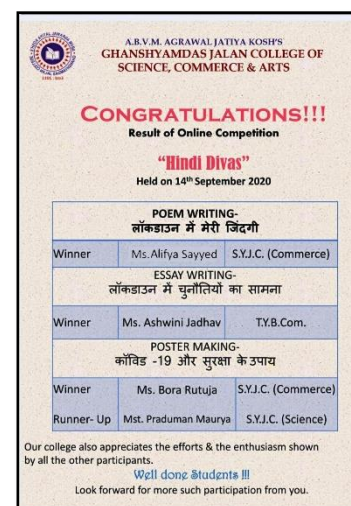 A.B.V.M. AGRAWAL JATIYA KOSH'S
GHANSHYAMDAS JALAN COLLEGE OF
SCIENCE, COMMERCE & ARTS
CONGRATULATIONS!!!
Result of Online Competition
“Hindi Divas”
Held on 14th September 2020
POEM WRITING-
लॉकडाउन में मेरी जिंदगी
Winner Ms. Alifya Sayyed S.Y.J.C. (Commerce)
ESSAY WRITING-
लॉकडाउन में चुनौतियों का सामना
Winner Ms. Ashwini Jadhav T.Y.B.Com.
POSTER MAKING-
कॉविड -19 और सुरक्षा के उपाय
Winner Ms. Bora Rutuja S.Y.J.C. (Commerce)
Runner- Up Mst. Praduman Maurya S.Y.J.C. (Science)
Our college also appreciates the efforts & the enthusiasm shown
by all the other participants.
Well done Students !!!
Look forward for more such participation from you.